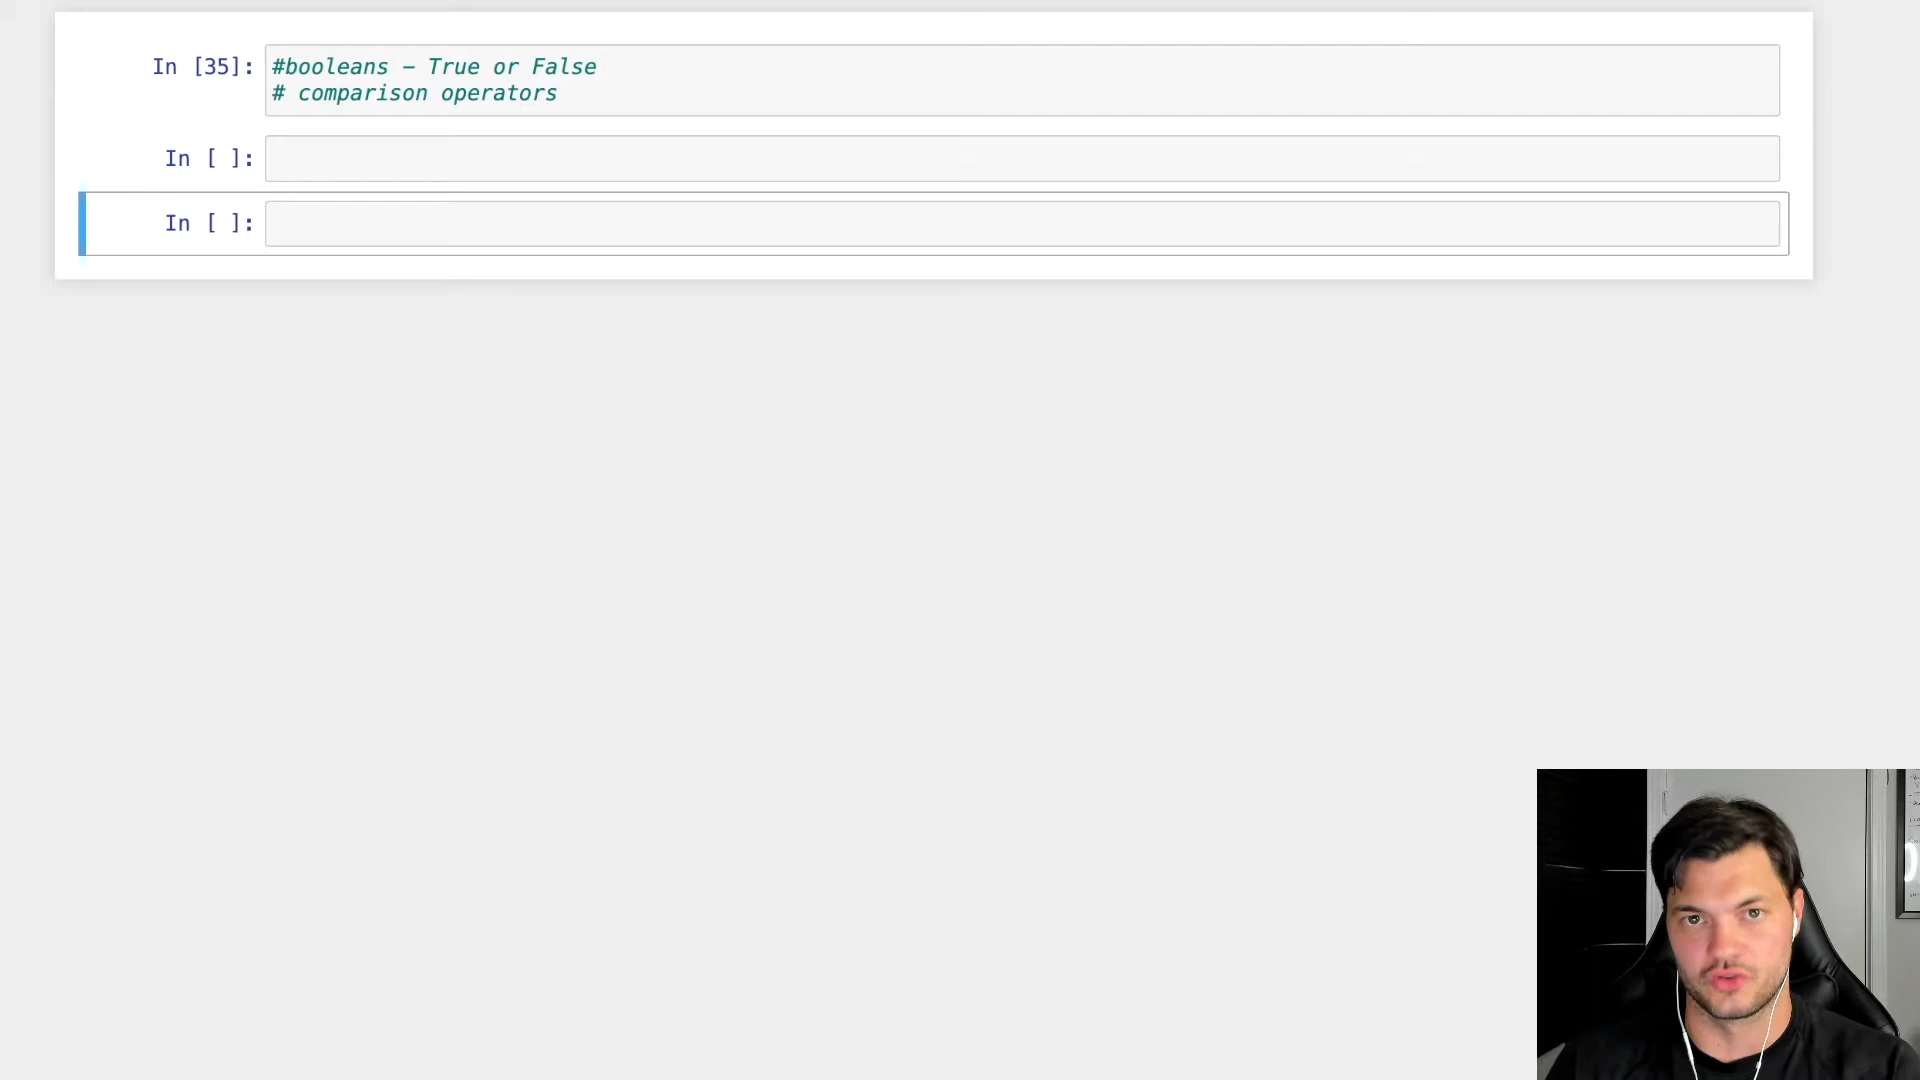 In [35]: #booleans - True or False
# comparison operators
In [ ]:
In [ ]: